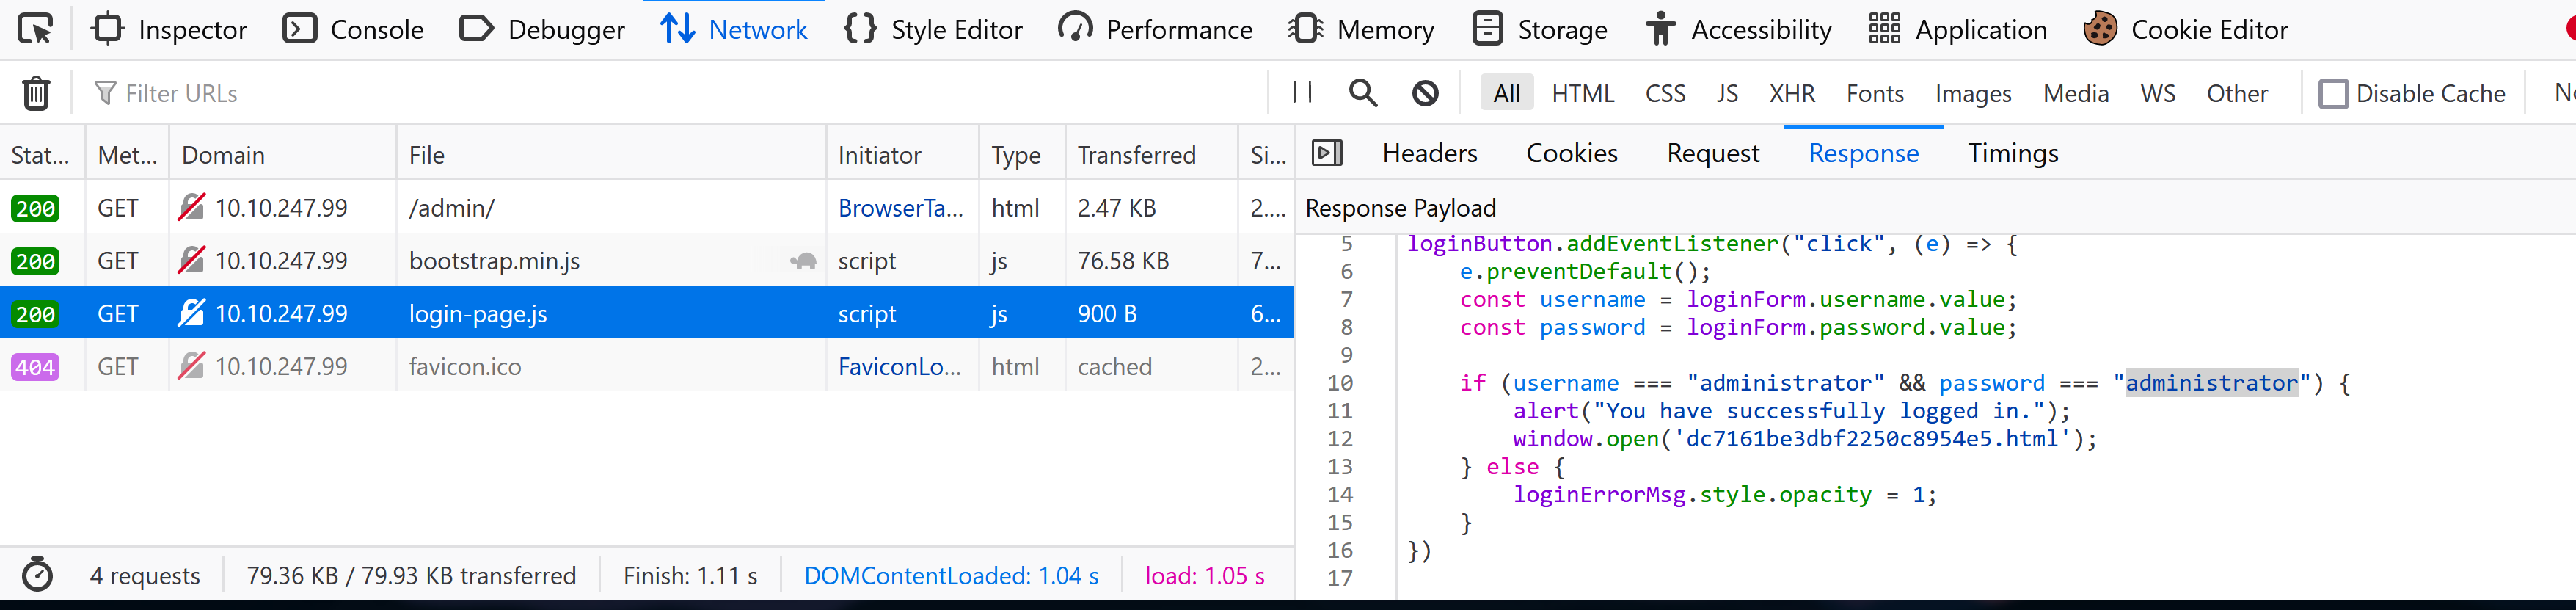 Inspector Console Debugger Network Style Editor Performance Memory Storage Accessibility Application Cookie Editor
Filter URLs All HTML CSS JS XHR Fonts Images Media WS Other Disable Cache
Stat... Met... Domain File Initiator Type Transferred Si...
200 GET 10.10.247.99 /admin/ BrowserTa... html 2.47 KB 2....
200 GET 10.10.247.99 bootstrap.min.js script js 76.58 KB 7...
200 GET 10.10.247.99 login-page.js script js 900 B 6...
404 GET 10.10.247.99 favicon.ico FaviconLo... html cached 2...
4 requests 79.36 KB / 79.93 KB transferred Finish: 1.11 s DOMContentLoaded: 1.04 s load: 1.05 s
Headers Cookies Request Response Timings
Response Payload
5 loginButton.addEventListener("click", (e) => {
6 e.preventDefault();
7 const username = loginForm.username.value;
8 const password = loginForm.password.value;
9
10 if (username === "administrator" && password === "administrator") {
11 alert("You have successfully logged in.");
12 window.open('dc7161be3dbf2250c8954e5.html');
13 } else {
14 loginErrorMsg.style.opacity = 1;
15 }
16 })
17